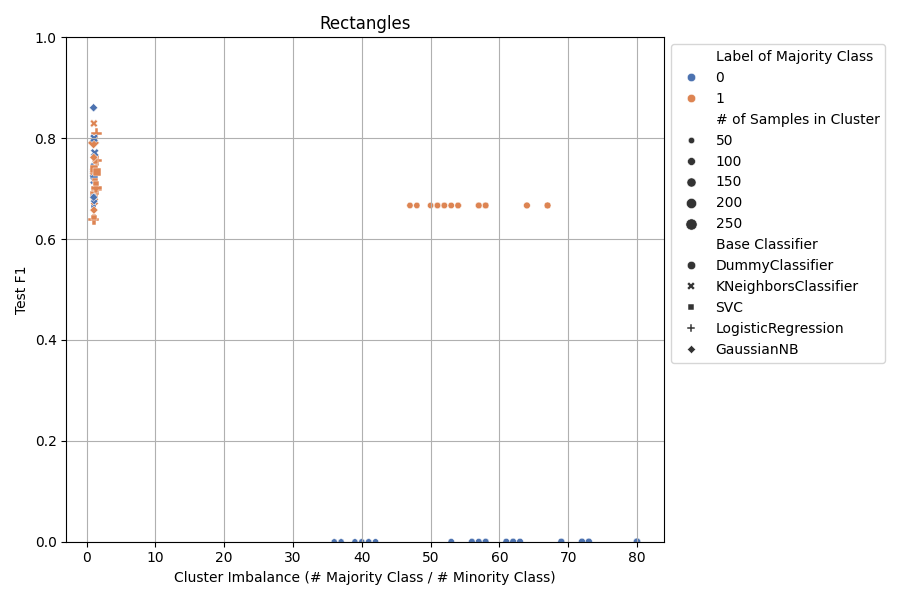 Rectangles
Label of Majority Class
0
1
# of Samples in Cluster
50
100
150
200
250
Base Classifier
DummyClassifier
KNeighborsClassifier
SVC
LogisticRegression
GaussianNB
Test F1
1.0
0.8
0.6
0.4
0.2
0.0
0 10 20 30 40 50 60 70 80
Cluster Imbalance (# Majority Class / # Minority Class)